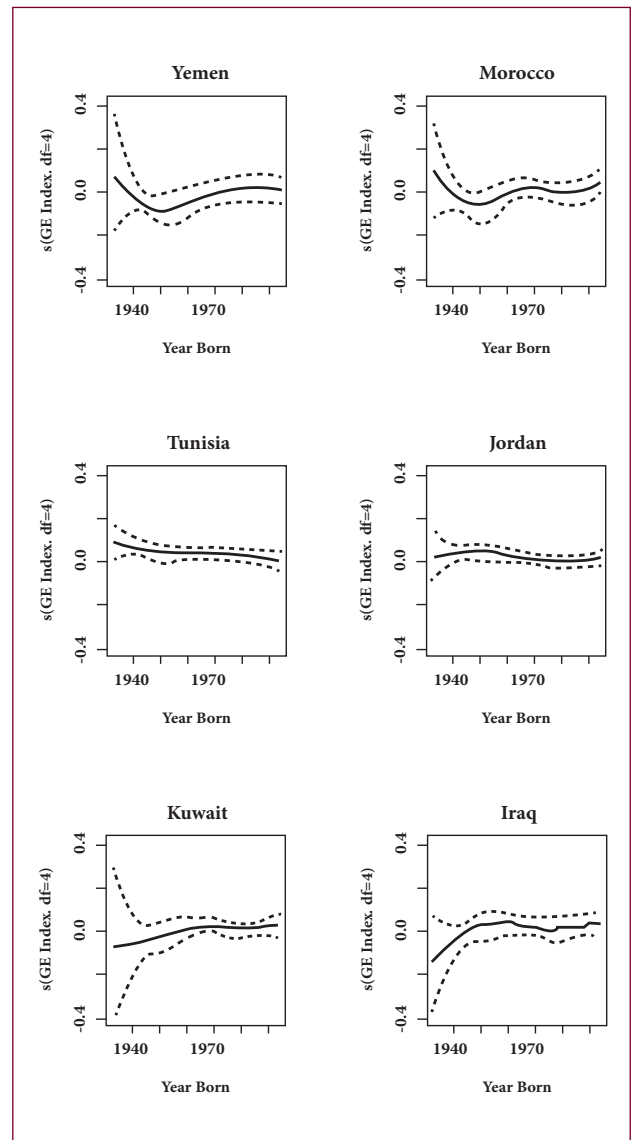 Yemen
s(GE Index. df=4)
0.4
0.0
-0.4
1940 1970
Year Born
Morocco
s(GE Index. df=4)
0.4
0.0
-0.4
1940 1970
Year Born
Tunisia
s(GE Index. df=4)
0.4
0.0
-0.4
1940 1970
Year Born
Jordan
s(GE Index. df=4)
0.4
0.0
-0.4
1940 1970
Year Born
Kuwait
s(GE Index. df=4)
0.4
0.0
-0.4
1940 1970
Year Born
Iraq
s(GE Index. df=4)
0.4
0.0
-0.4
1940 1970
Year Born